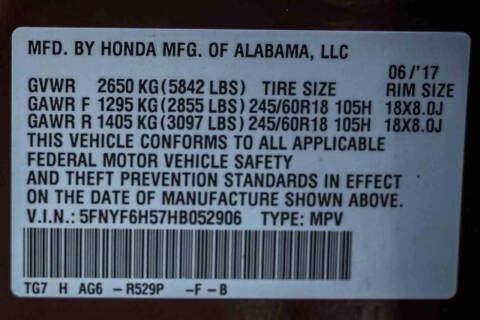 MFD. BY HONDA MFG. OF ALABAMA, LLC
06/'17
GVWR 2650 KG(5842 LBS) TIRE SIZE RIM SIZE
GAWR F 1295 KG(2855 LBS)245/60R18 105H 18X8.0J
GAWR R 1405 KG(3097 LBS)245/60R18 105H 18X8.0J
THIS VEHICLE CONFORMS TO ALL APPLICABLE
FEDERAL MOTOR VEHICLE SAFETY
AND THEFT PREVENTION STANDARDS IN EFFECT
ON THE DATE OF MANUFACTURE SHOWN ABOVE.
V.I.N.: 5FNYF6H57HB052906 TYPE: MPV
TG7 H AG6 -R529P -F-B